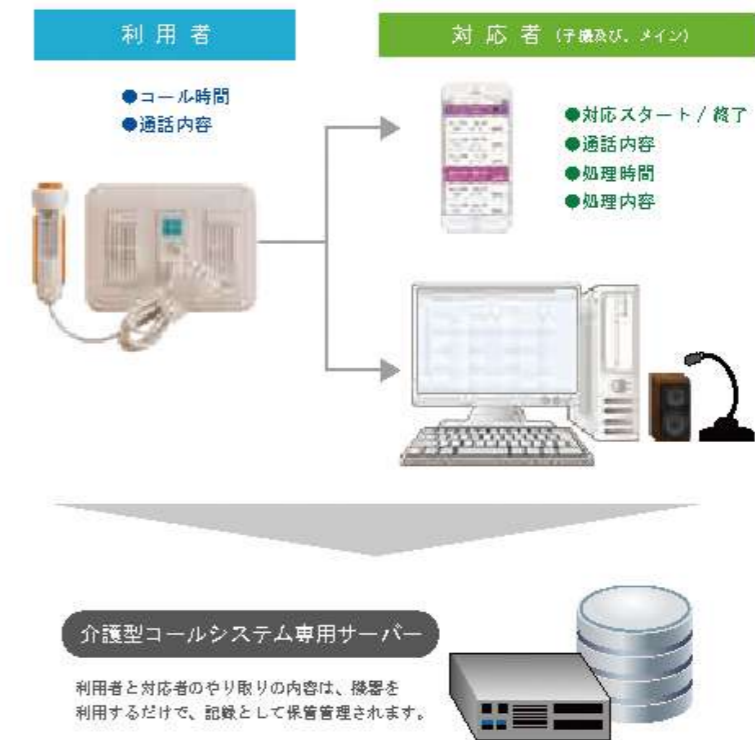 利用者
対応者（子機及び、メイン）
●コール時間
●通話内容
●対応スタート / 終了
●通話内容
●処理時間
●処理内容
介護型コールシステム専用サーバー
利用者と対応者のやり取りの内容は、機器を
利用するだけで、記録として保管管理されます。